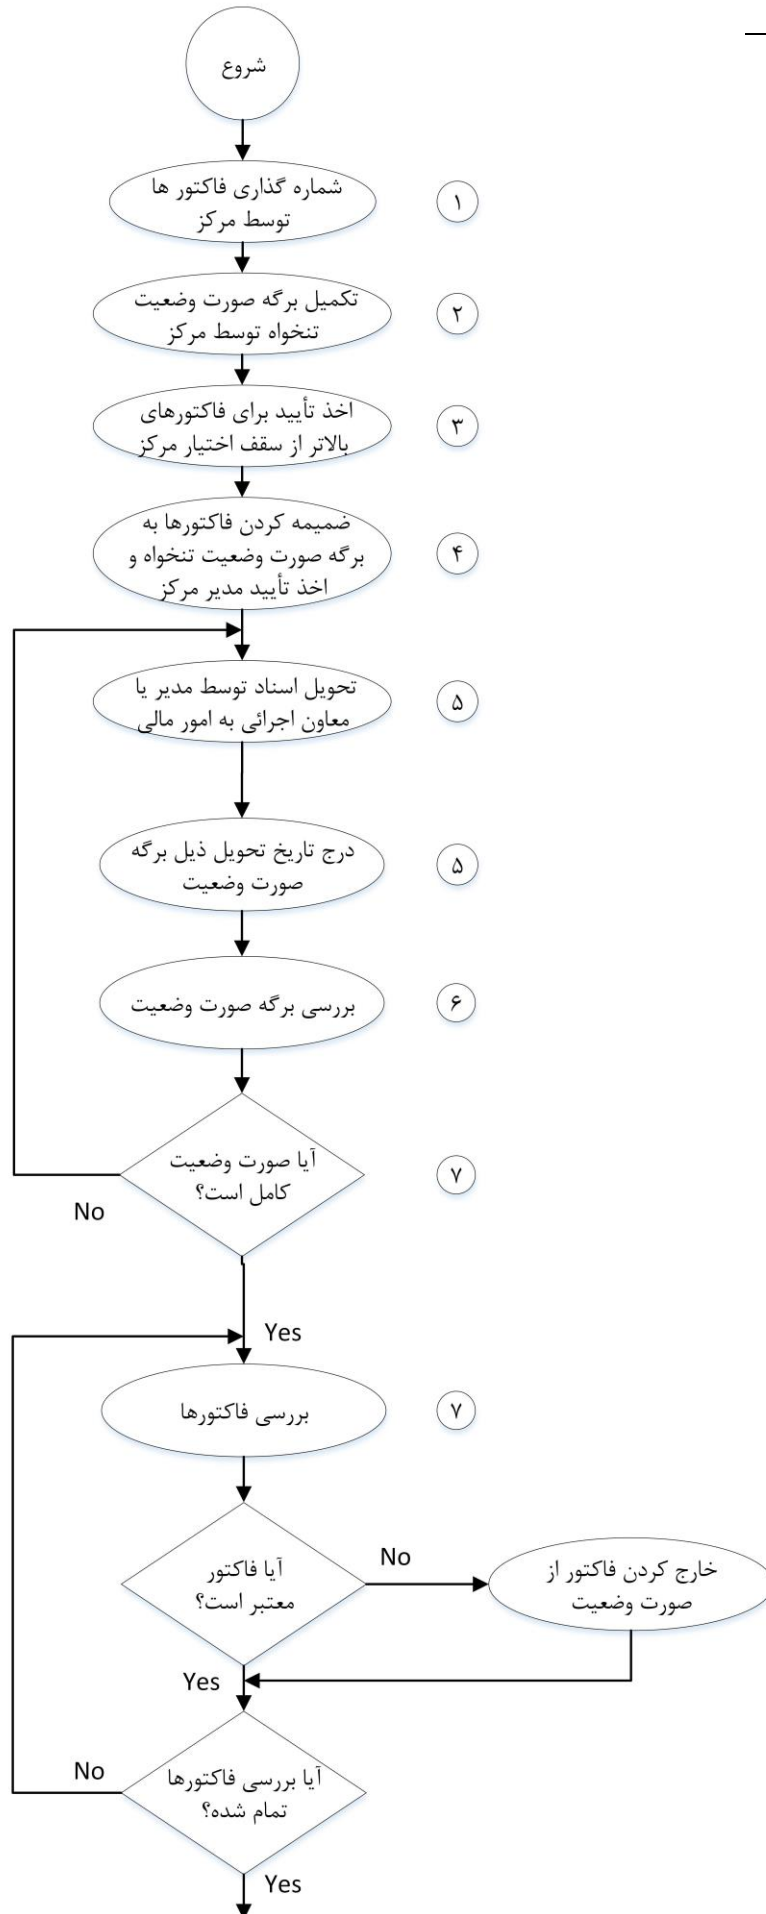 شروع
شماره گذاری فاکتور ها
توسط مرکز
۱
تکمیل برگه صورت وضعیت
تنخواه توسط مرکز
۲
اخذ تأیید برای فاکتورهای
بالاتر از سقف اختیار مرکز
۳
ضمیمه کردن فاکتورها به
برگه صورت وضعیت تنخواه و
اخذ تأیید مدیر مرکز
۴
تحویل اسناد توسط مدیر یا
معاون اجرائی به امور مالی
۵
درج تاریخ تحویل ذیل برگه
صورت وضعیت
۵
بررسی برگه صورت وضعیت
۶
آیا صورت وضعیت
کامل است؟
۷
No
Yes
بررسی فاکتورها
۷
آیا فاکتور
معتبر است؟
No
خارج کردن فاکتور از
صورت وضعیت
Yes
آیا بررسی فاکتورها
تمام شده؟
No
Yes